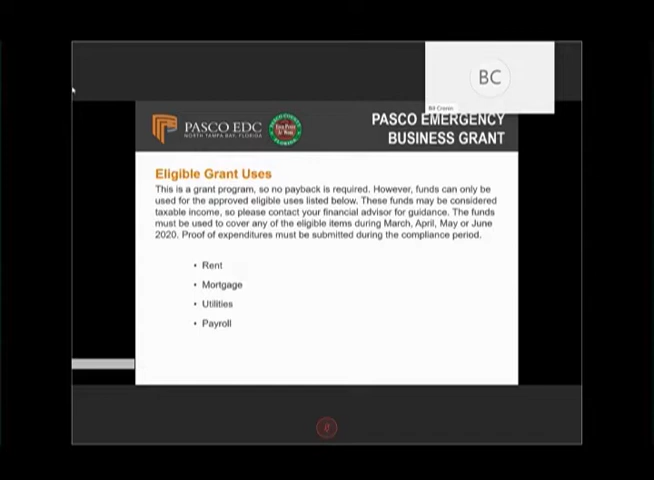 BC
Bill Cronin
PASCO EDC
NORTH TAMPA BAY, FLORIDA
PASCO EMERGENCY
BUSINESS GRANT
Eligible Grant Uses
This is a grant program, so no payback is required. However, funds can only be
used for the approved eligible uses listed below. These funds may be considered
taxable income, so please contact your financial advisor for guidance. The funds
must be used to cover any of the eligible items during March, April, May or June
2020. Proof of expenditures must be submitted during the compliance period.
• Rent
• Mortgage
• Utilities
• Payroll